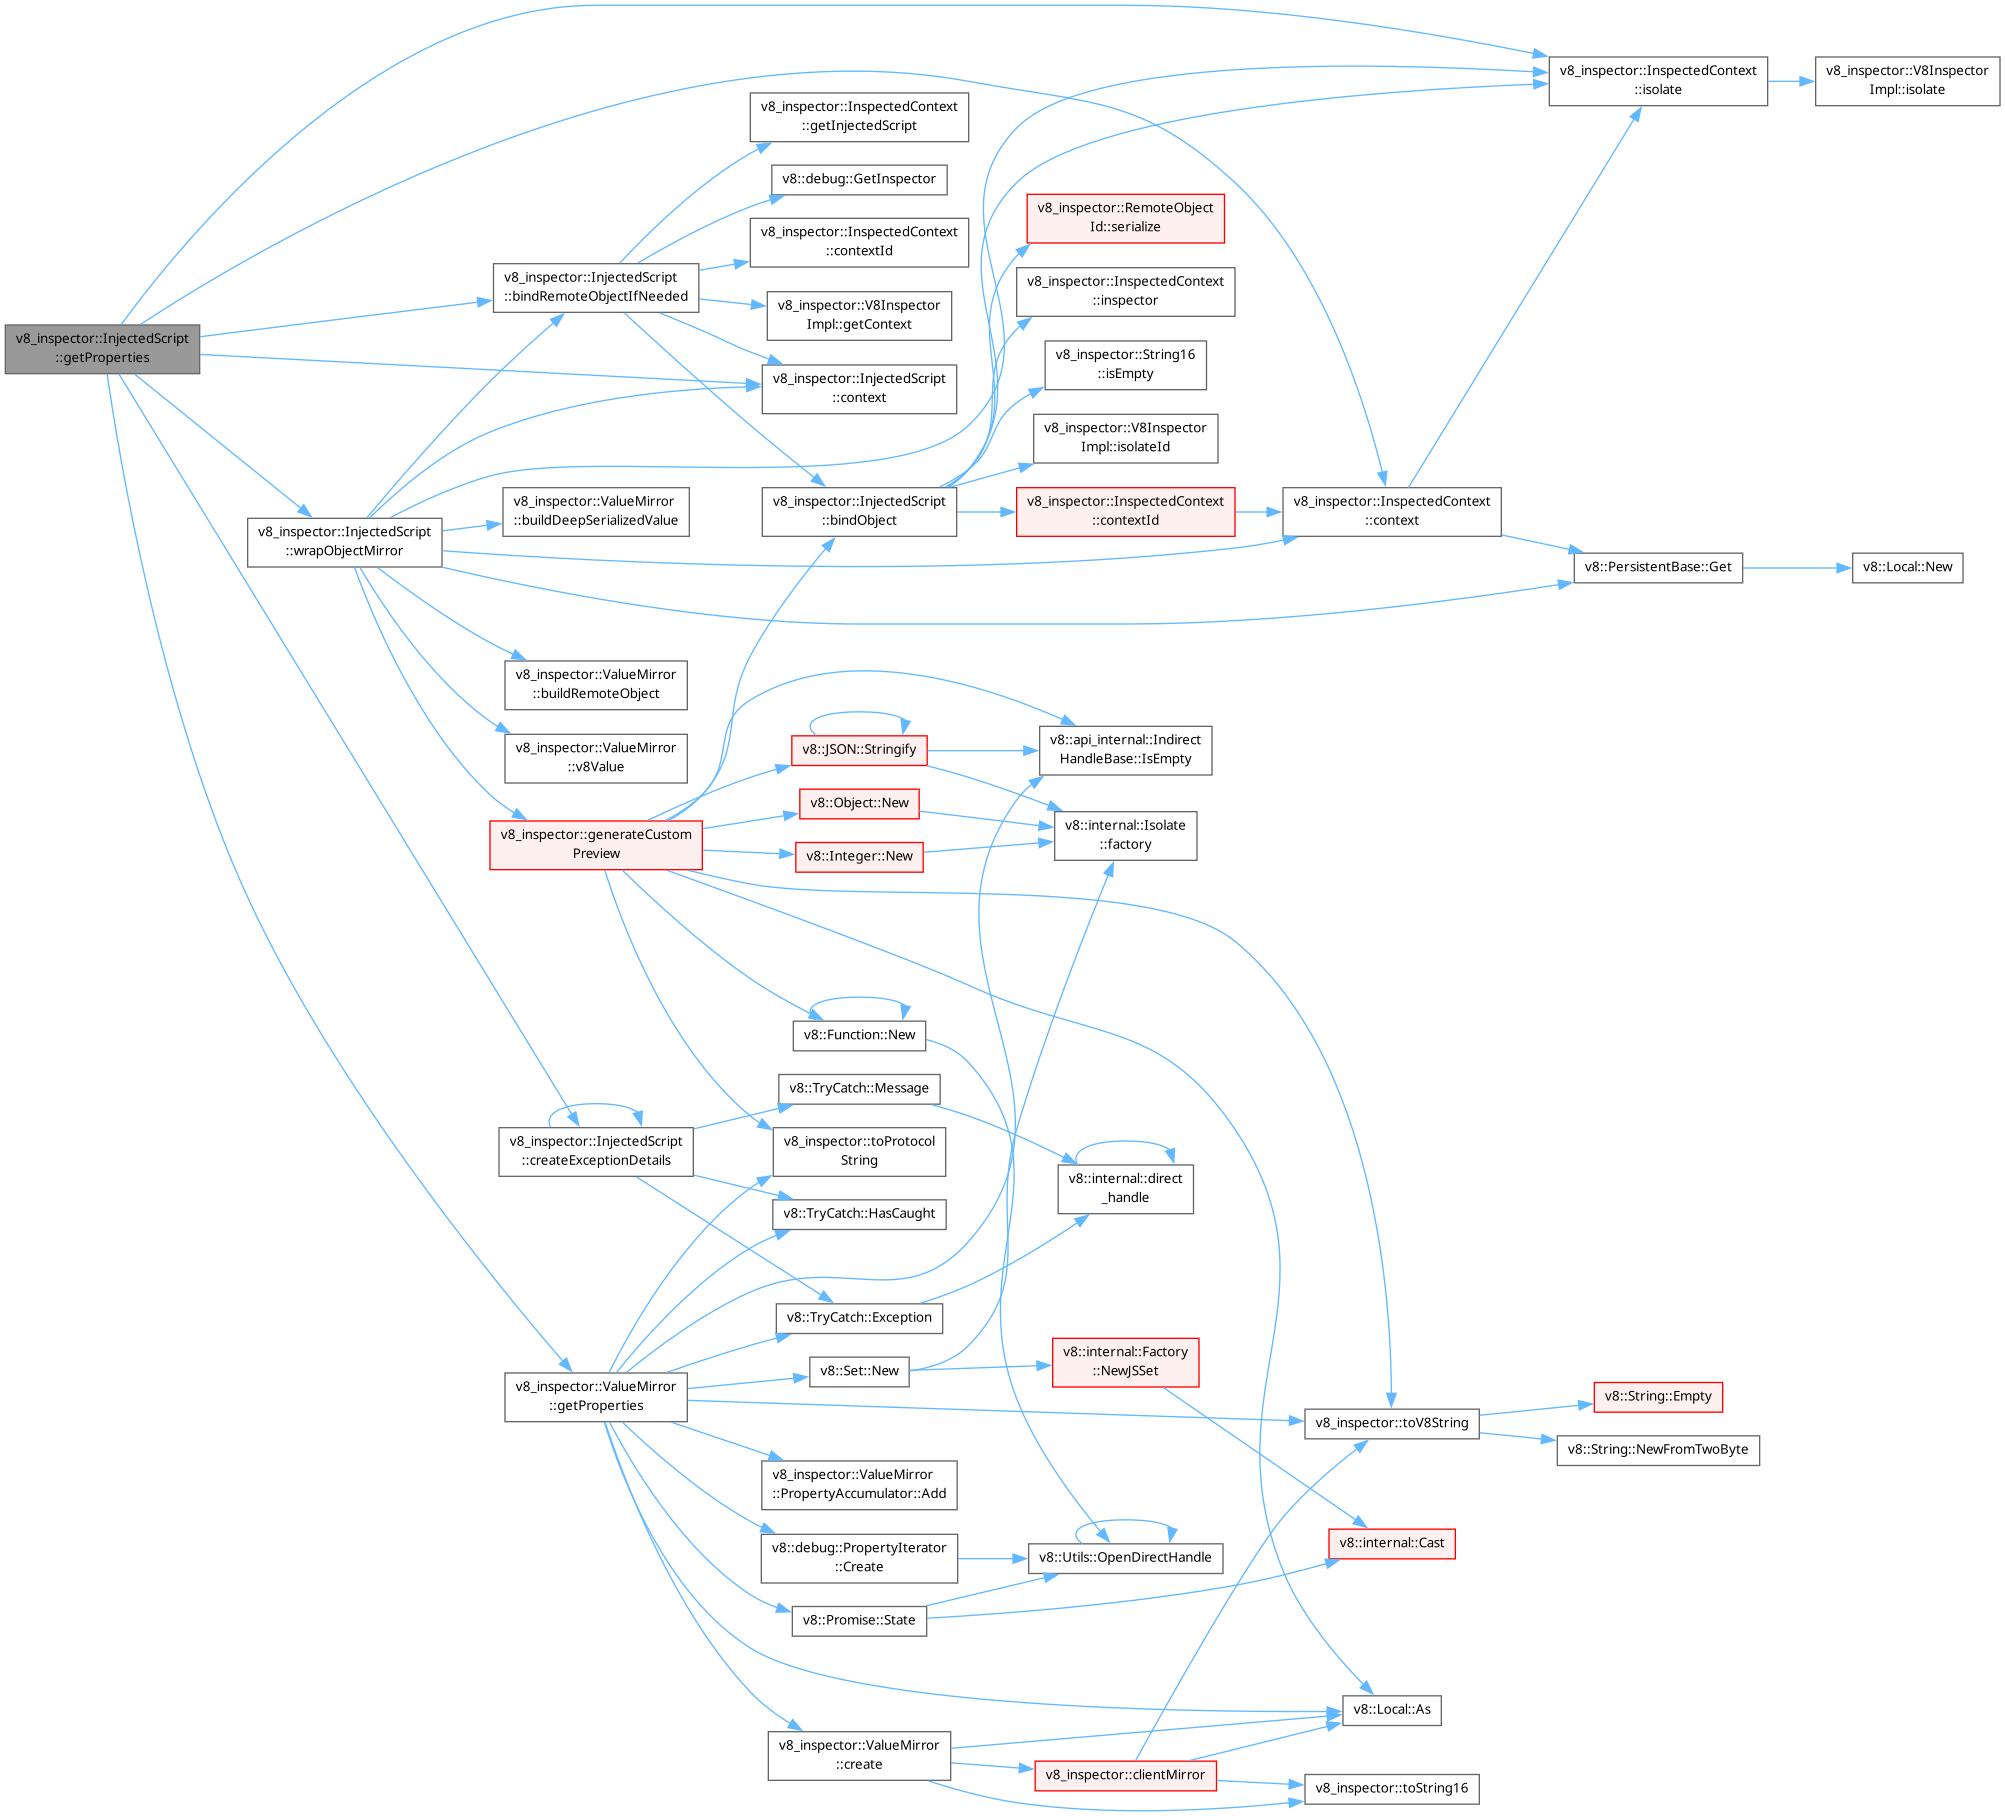 v8_inspector::InspectedContext
::isolate
v8_inspector::V8Inspector
Impl::isolate
v8_inspector::InspectedContext
::getInjectedScript
v8::debug::GetInspector
v8_inspector::RemoteObject
Id::serialize
v8_inspector::InspectedContext
::contextId
v8_inspector::InjectedScript
::bindRemoteObjectIfNeeded
v8_inspector::InspectedContext
::inspector
v8_inspector::V8Inspector
Impl::getContext
v8_inspector::InjectedScript
::getProperties
v8_inspector::String16
::isEmpty
v8_inspector::InjectedScript
::context
v8_inspector::V8Inspector
Impl::isolateId
v8_inspector::ValueMirror
::buildDeepSerializedValue
v8_inspector::InjectedScript
::bindObject
v8_inspector::InspectedContext
::contextId
v8_inspector::InspectedContext
::context
v8_inspector::InjectedScript
::wrapObjectMirror
v8::PersistentBase::Get
v8::Local::New
v8_inspector::ValueMirror
::buildRemoteObject
v8_inspector::ValueMirror
::v8Value
v8::JSON::Stringify
v8::api_internal::Indirect
HandleBase::IsEmpty
v8::Object::New
v8::internal::Isolate
::factory
v8_inspector::generateCustom
Preview
v8::Integer::New
v8::Function::New
v8::TryCatch::Message
v8_inspector::InjectedScript
::createExceptionDetails
v8_inspector::toProtocol
String
v8::internal::direct
_handle
v8::TryCatch::HasCaught
v8::TryCatch::Exception
v8::Set::New
v8::internal::Factory
::NewJSSet
v8_inspector::ValueMirror
::getProperties
v8::String::Empty
v8_inspector::toV8String
v8::String::NewFromTwoByte
v8_inspector::ValueMirror
::PropertyAccumulator::Add
v8::debug::PropertyIterator
::Create
v8::Utils::OpenDirectHandle
v8::internal::Cast
v8::Promise::State
v8::Local::As
v8_inspector::ValueMirror
::create
v8_inspector::clientMirror
v8_inspector::toString16